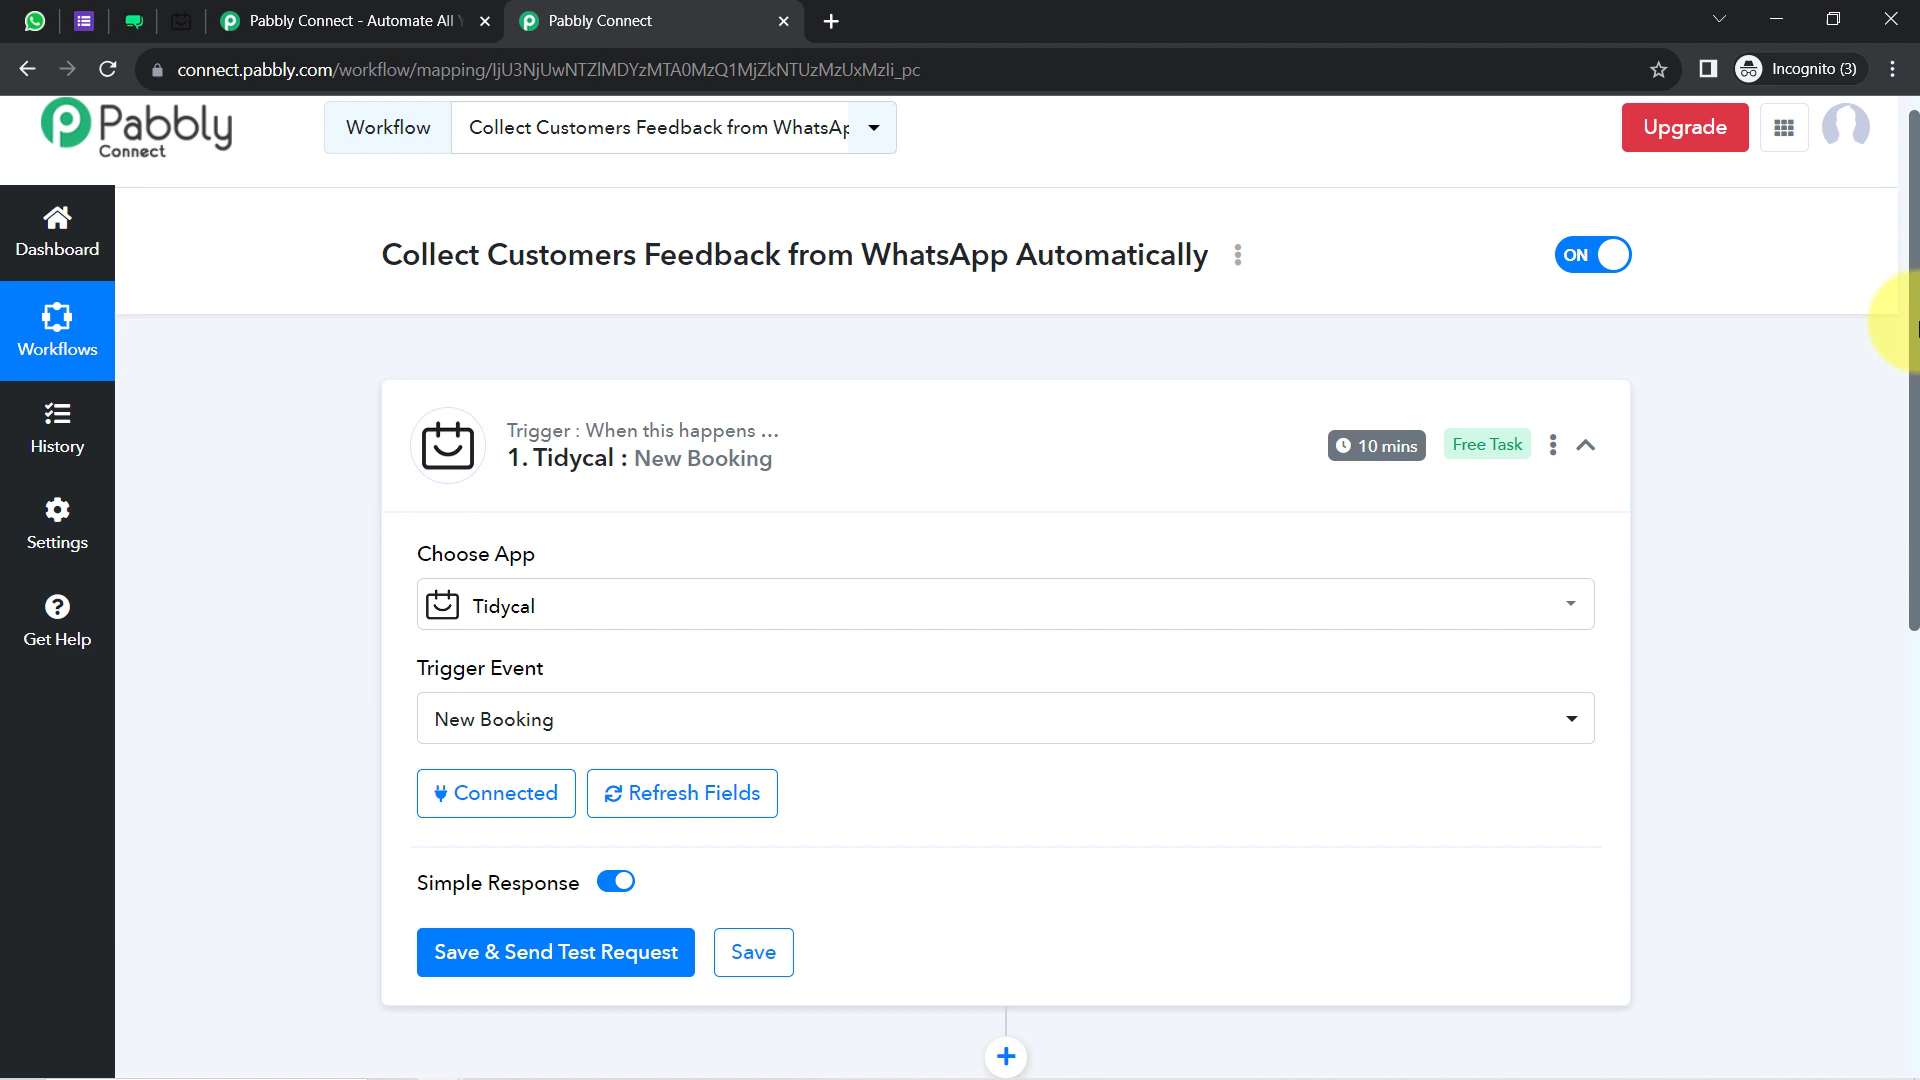 Pabbly Connect - Automate All
Pabbly Connect
connect.pabbly.com/workflow/mapping/IjU3NjUwNTZlMDYzMTA0MzQ1MjZkNTUzMzUxMzIi_pc
Incognito (3)
Pabbly
Connect
Workflow
Collect Customers Feedback from WhatsAp
Upgrade
Dashboard
Collect Customers Feedback from WhatsApp Automatically
ON
Workflows
History
Settings
Get Help
Trigger : When this happens ...
1. Tidycal : New Booking
10 mins
Free Task
Choose App
Tidycal
Trigger Event
New Booking
Connected
Refresh Fields
Simple Response
Save & Send Test Request
Save